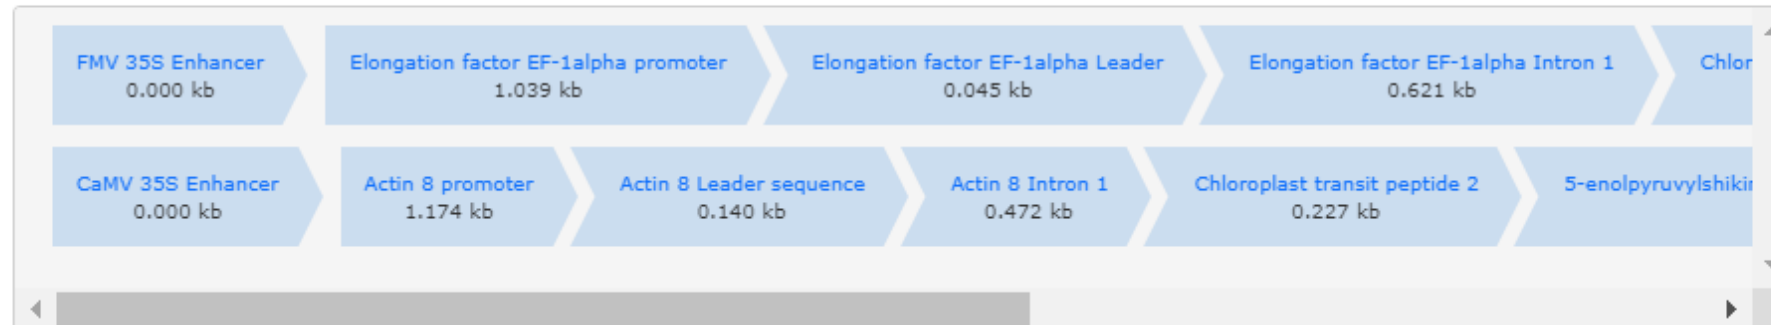 FMV 35S Enhancer
0.000 kb
Elongation factor EF-1alpha promoter
1.039 kb
Elongation factor EF-1alpha Leader
0.045 kb
Elongation factor EF-1alpha Intron 1
0.621 kb
Chlor
CaMV 35S Enhancer
0.000 kb
Actin 8 promoter
1.174 kb
Actin 8 Leader sequence
0.140 kb
Actin 8 Intron 1
0.472 kb
Chloroplast transit peptide 2
0.227 kb
5-enolpyruvylshikin